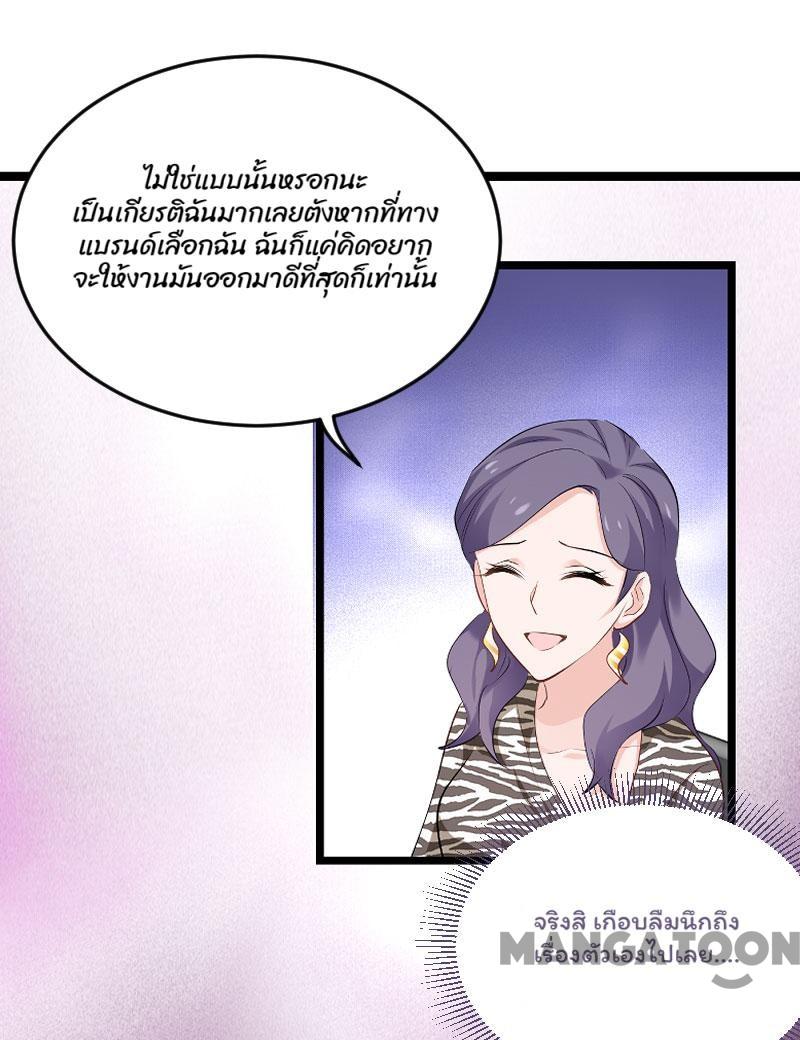 ไม่ใช่แบบนั้นหรอกนะ
เป็นเกียรติฉันมากเลยตังหากที่ทาง
แบรนด์เลือกฉัน ฉันก็แค่คิดอยาก
จะให้งานมันออกมาดีที่สุดก็เท่านั้น
จริงสิ เกือบลืมนึกถึง
เรื่องตัวเองไปเลย....
MANGATOON